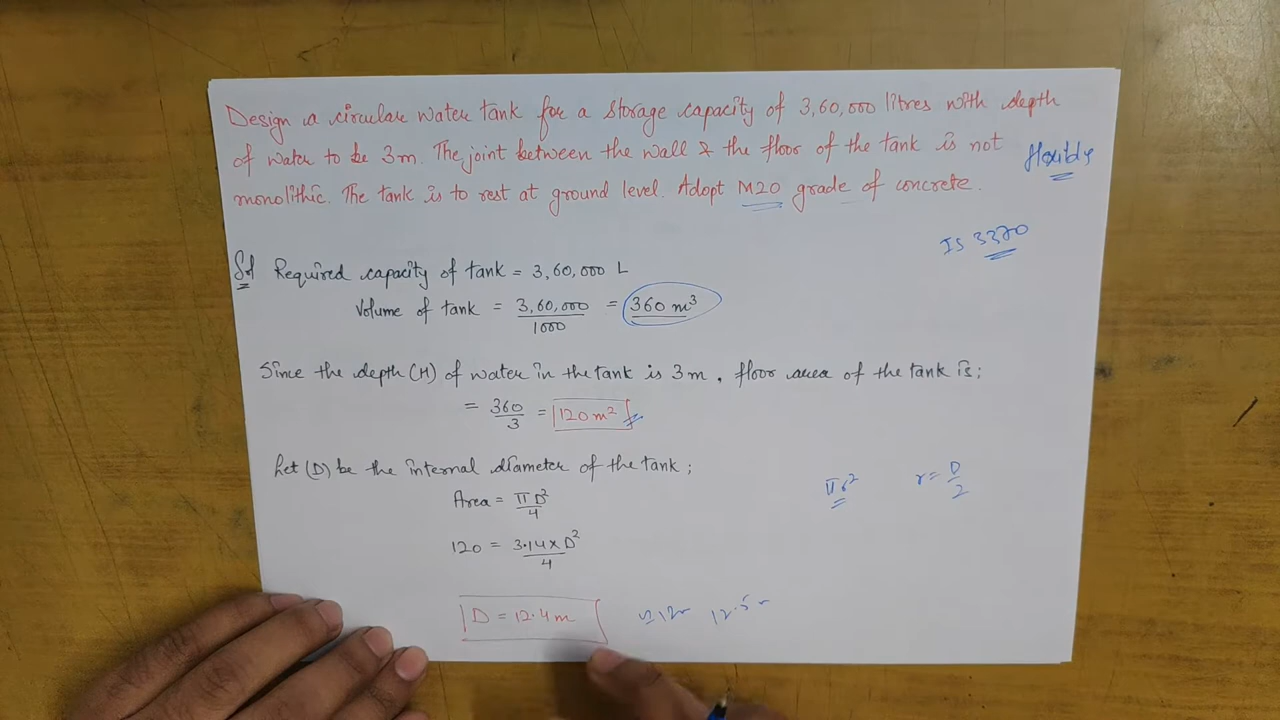 Design a circular water tank for a storage capacity of 3,60,000 litres with depth
of water to be 3m. The joint between the wall & the floor of the tank is not
flexible
monolithic. The tank is to rest at ground level. Adopt M20 grade of concrete.
IS 3370
Sol Required capacity of tank = 3,60,000 L
Volume of tank = 3,60,000 / 1000 = 360 m³
Since the depth (H) of water in the tank is 3m, floor area of the tank is;
= 360/3 = 120 m²
Let (D) be the internal diameter of the tank;
πr² r = D/2
Area = πD²/4
120 = 3.14 x D²/4
D = 12.4m 12.5m